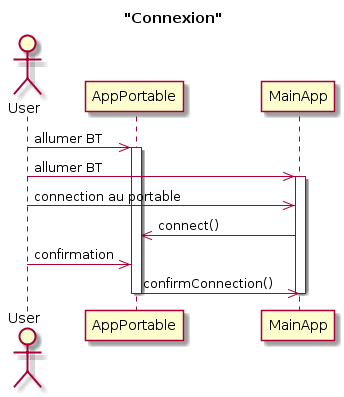 "Connexion"
User
AppPortable
MainApp
allumer BT
allumer BT
connection au portable
connect()
confirmation
confirmConnection()
User
AppPortable
MainApp